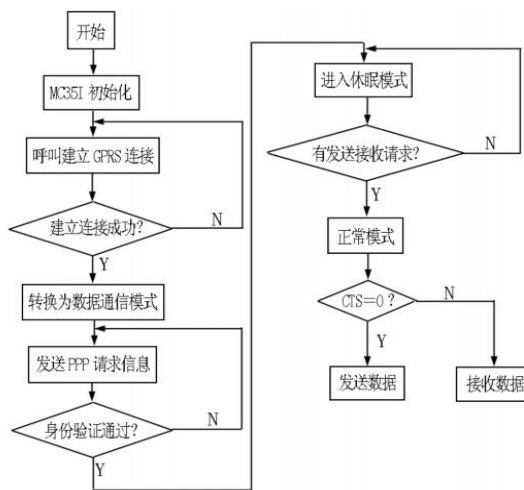 开始
MC35I 初始化
呼叫建立 GPRS 连接
建立连接成功?
N
Y
转换为数据通信模式
发送 PPP 请求信息
身份验证通过?
N
Y
进入休眠模式
有发送接收请求?
N
Y
正常模式
CTS=0 ?
N
Y
发送数据
接收数据